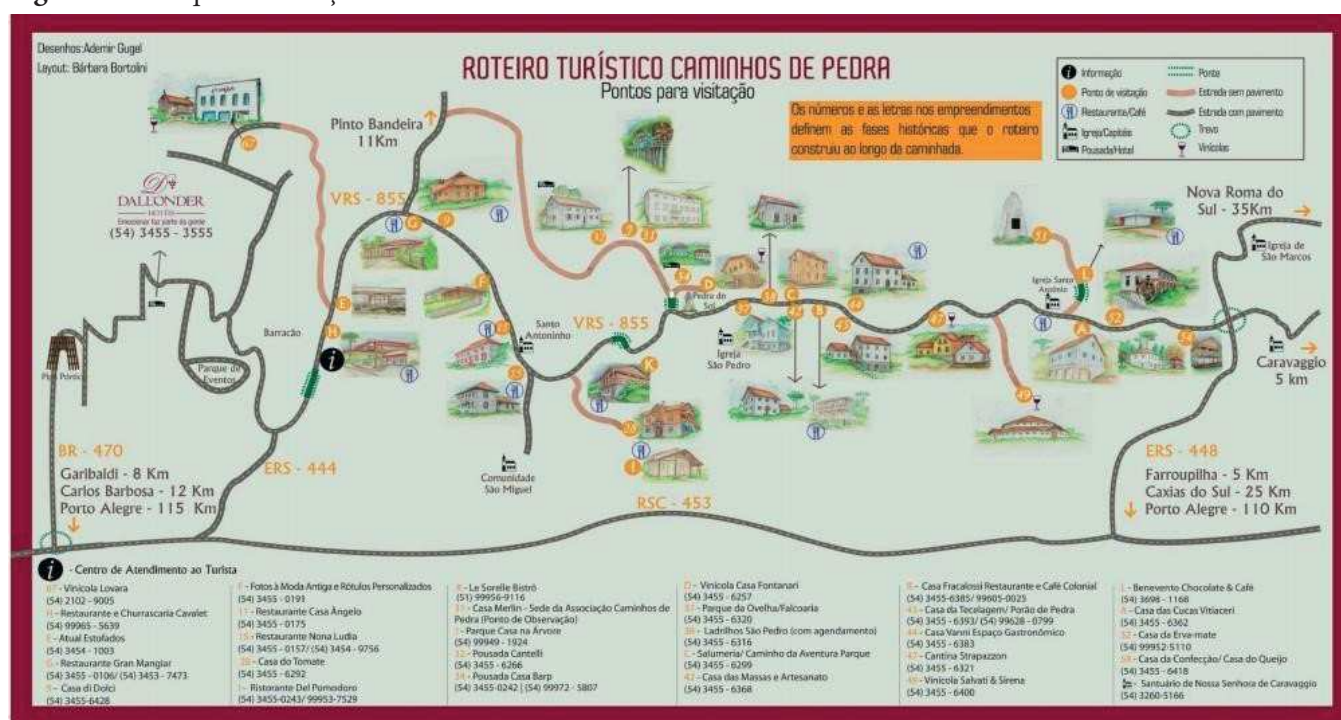 Desenhos: Ademir Gugel
Layout: Bárbara Bortolini
ROTEIRO TURÍSTICO CAMINHOS DE PEDRA
Pontos para visitação
Os números e as letras nos empreendimentos
definem as fases históricas que o roteiro
construiu ao longo da caminhada.
Informação
Ponto de visitação
Restaurante/Café
Igreja/Capitéis
Pousada/Hotel
Ponte
Estrada sem pavimento
Estrada com pavimento
Trevo
Vinícolas
Pinto Bandeira
11Km
DALLONDER
HOTÉIS
(54) 3455 - 3555
VRS - 855
Nova Roma do
Sul - 35Km
Igreja de
São Marcos
Caravaggio
5 km
Barracão
Parque de
Eventos
Santo
Antoninho
VRS - 855
Pedra do
Sol
Igreja
São Pedro
Igreja Santo
Antônio
Comunidade
São Miguel
BR - 470
Garibaldi - 8 Km
Carlos Barbosa - 12 Km
Porto Alegre - 115 Km
ERS - 444
RSC - 453
ERS - 448
Farroupilha - 5 Km
Caxias do Sul - 25 Km
Porto Alegre - 110 Km
- Centro de Atendimento ao Turista
- Vinícola Lovara
(54) 2102 - 9005
H - Restaurante e Churrascaria Cavalet
(54) 99965 - 5639
E - Atual Estofados
(54) 3454 - 1003
G - Restaurante Gran Mangiar
(54) 3455 - 0106/ (54) 3453 - 7473
9 - Casa di Dolci
(54) 3455-6428
F - Fotos à Moda Antiga e Rótulos Personalizados
(54) 3455 - 0191
- Restaurante Casa Ângelo
(54) 3455 - 0175
15 - Restaurante Nona Ludia
(54) 3455 - 0157/ (54) 3454 - 9756
28 - Casa do Tomate
(54) 3455 - 6292
I - Ristorante Del Pomodoro
(54) 3455-0243/ 99953-7529
K - Le Sorelle Bistrô
(51) 99956-9116
31 - Casa Merlin - Sede da Associação Caminhos de
Pedra (Ponto de Observação)
- Parque Casa na Árvore
(54) 99949 - 1924
32 - Pousada Cantelli
(54) 3455 - 6266
34 - Pousada Casa Barp
(54) 3455-0242 | (54) 99972 - 5807
D - Vinícola Casa Fontanari
(54) 3455 - 6257
37 - Parque da Ovelha/Falcoaria
(54) 3455 - 6320
38 - Ladrilhos São Pedro (com agendamento)
(54) 3455 - 6316
C - Salumeria/ Caminho da Aventura Parque
(54) 3455 - 6299
42 - Casa das Massas e Artesanato
(54) 3455 - 6368
B - Casa Fracalossi Restaurante e Café Colonial
(54) 3455-6385/ 99605-0025
43 - Casa da Tecelagem/ Porão de Pedra
(54) 3455 - 6393/ (54) 99628 - 0799
44 - Casa Vanni Espaço Gastronômico
(54) 3455 - 6383
47 - Cantina Strapazzon
(54) 3455 - 6321
49 - Vinícola Salvati & Sirena
(54) 3455 - 6400
L - Benevento Chocolate & Café
(54) 3698 - 1168
A - Casa das Cucas Vitiaceri
(54) 3455 - 6362
52 - Casa da Erva-mate
(54) 99952-5110
54 - Casa da Confecção/ Casa do Queijo
(54) 3455 - 6418
- Santuário de Nossa Senhora de Caravaggio
(54) 3260-5166